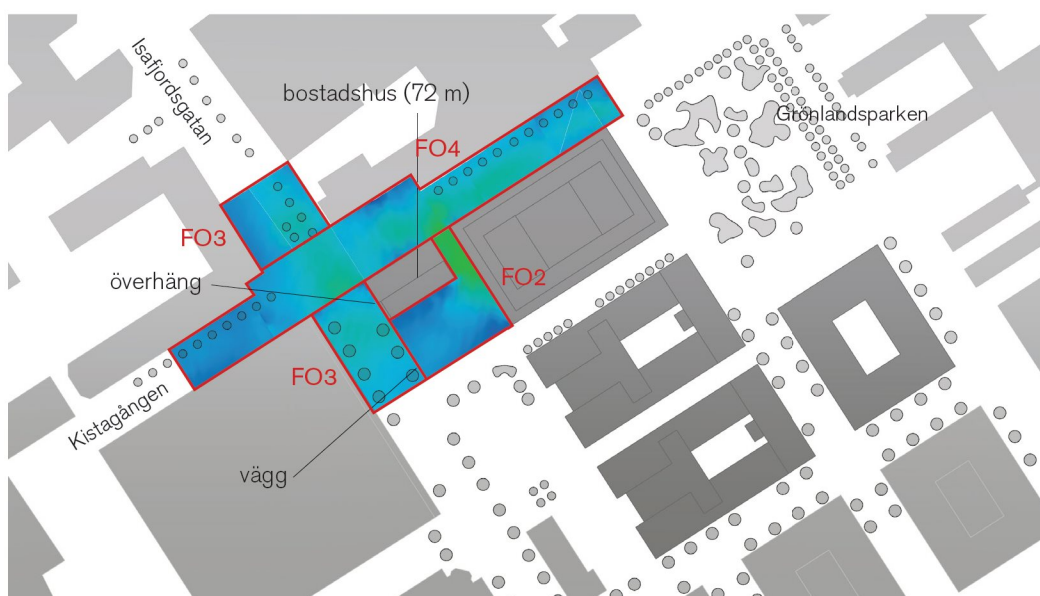 Isafjordsgatan
bostadshus (72 m)
Grönlandsparken
FO4
FO3
överhäng
FO2
FO3
Kistagången
vägg